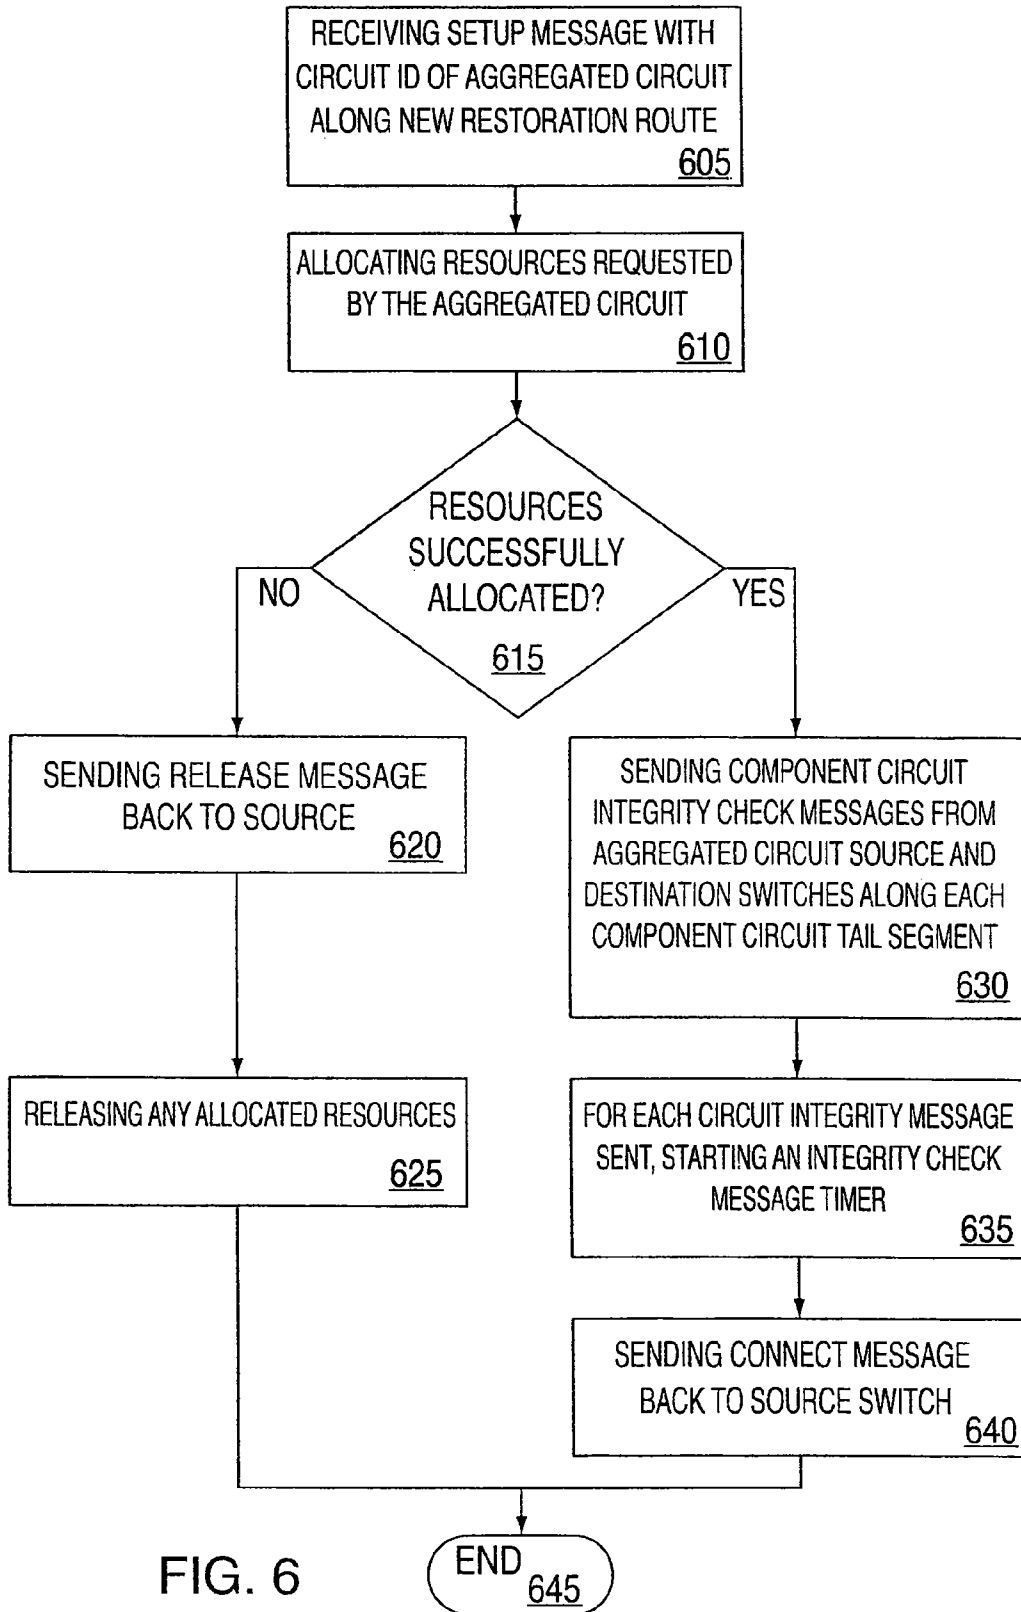 RECEIVING SETUP MESSAGE WITH
CIRCUIT ID OF AGGREGATED CIRCUIT
ALONG NEW RESTORATION ROUTE
605
ALLOCATING RESOURCES REQUESTED
BY THE AGGREGATED CIRCUIT
610
RESOURCES
SUCCESSFULLY
ALLOCATED?
615
NO
YES
SENDING RELEASE MESSAGE
BACK TO SOURCE
620
RELEASING ANY ALLOCATED RESOURCES
625
SENDING COMPONENT CIRCUIT
INTEGRITY CHECK MESSAGES FROM
AGGREGATED CIRCUIT SOURCE AND
DESTINATION SWITCHES ALONG EACH
COMPONENT CIRCUIT TAIL SEGMENT
630
FOR EACH CIRCUIT INTEGRITY MESSAGE
SENT, STARTING AN INTEGRITY CHECK
MESSAGE TIMER
635
SENDING CONNECT MESSAGE
BACK TO SOURCE SWITCH
640
END
645
FIG. 6